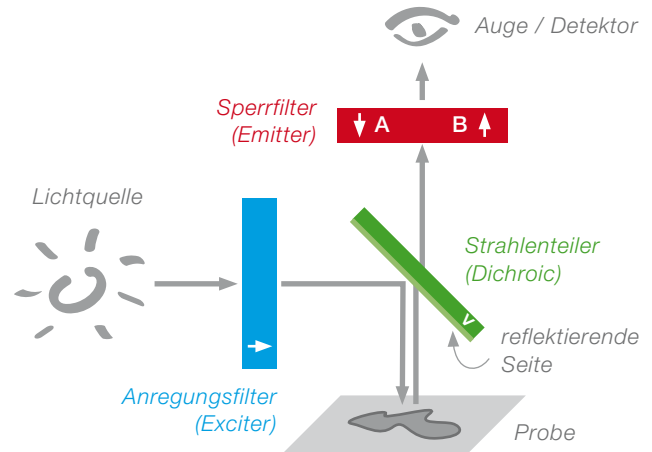 Auge / Detektor
Sperrfilter
(Emitter)
A
B
Lichtquelle
Strahlenteiler
(Dichroic)
reflektierende
Seite
Anregungsfilter
(Exciter)
Probe